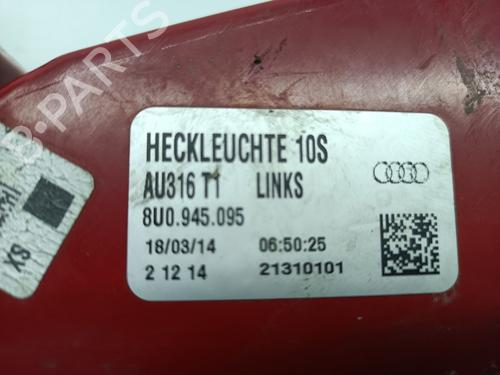 B-PARTS
HECKLEUCHTE 10S
AU316 T1 LINKS
8U0.945.095
18/03/14 06:50:25
2 12 14 21310101
SX